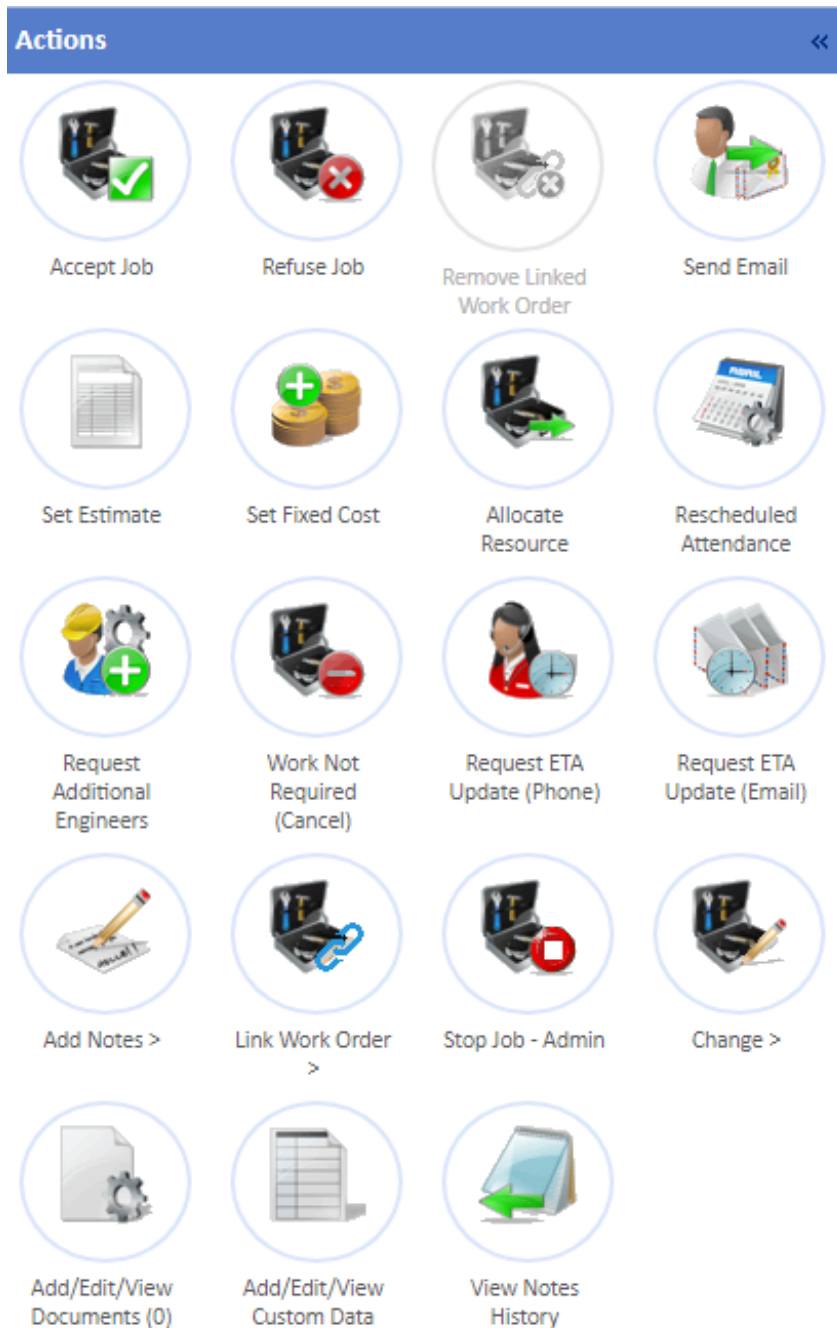 Actions «
Accept Job
Refuse Job
Remove Linked
Work Order
Send Email
Set Estimate
Set Fixed Cost
Allocate
Resource
Rescheduled
Attendance
Request
Additional
Engineers
Work Not
Required
(Cancel)
Request ETA
Update (Phone)
Request ETA
Update (Email)
Add Notes >
Link Work Order
>
Stop Job - Admin
Change >
Add/Edit/View
Documents (0)
Add/Edit/View
Custom Data
View Notes
History